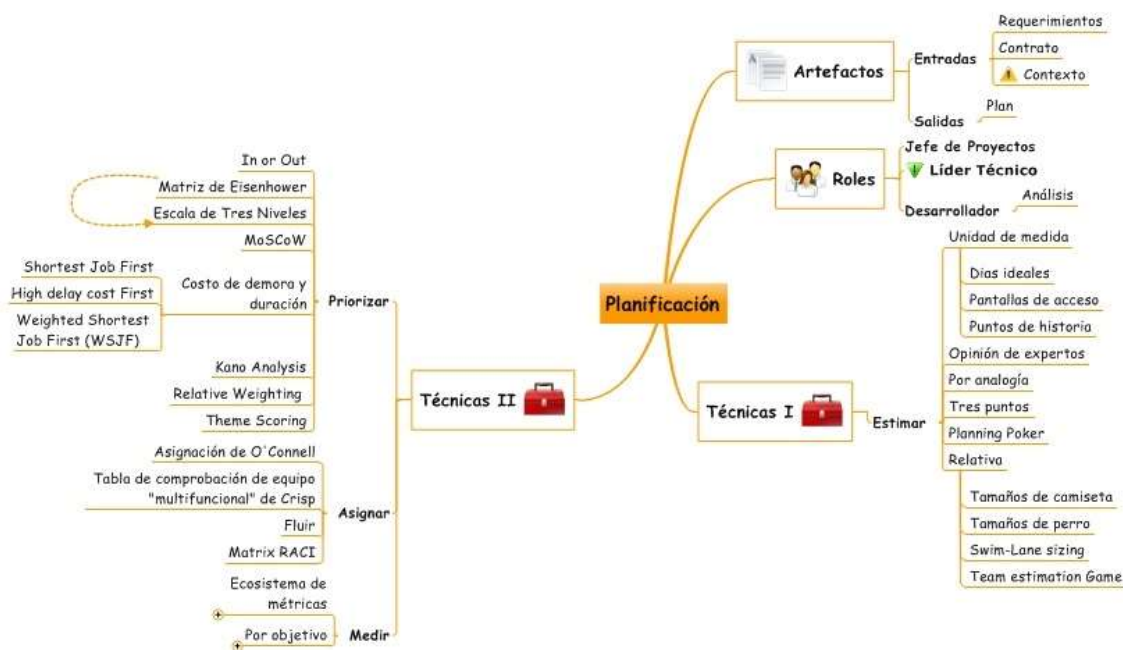 Planificación
Artefactos
Entradas
Requerimientos
Contrato
Contexto
Salidas
Plan
Roles
Jefe de Proyectos
Líder Técnico
Desarrollador
Análisis
Técnicas I
Estimar
Unidad de medida
Dias ideales
Pantallas de acceso
Puntos de historia
Opinión de expertos
Por analogía
Tres puntos
Planning Poker
Relativa
Tamaños de camiseta
Tamaños de perro
Swim-Lane sizing
Team estimation Game
Técnicas II
Priorizar
In or Out
Matriz de Eisenhower
Escala de Tres Niveles
MoSCoW
Costo de demora y
duración
Shortest Job First
High delay cost First
Weighted Shortest
Job First (WSJF)
Kano Analysis
Relative Weighting
Theme Scoring
Asignar
Asignación de O´Connell
Tabla de comprobación de equipo
"multifuncional" de Crisp
Fluir
Matrix RACI
Medir
Ecosistema de
métricas
Por objetivo